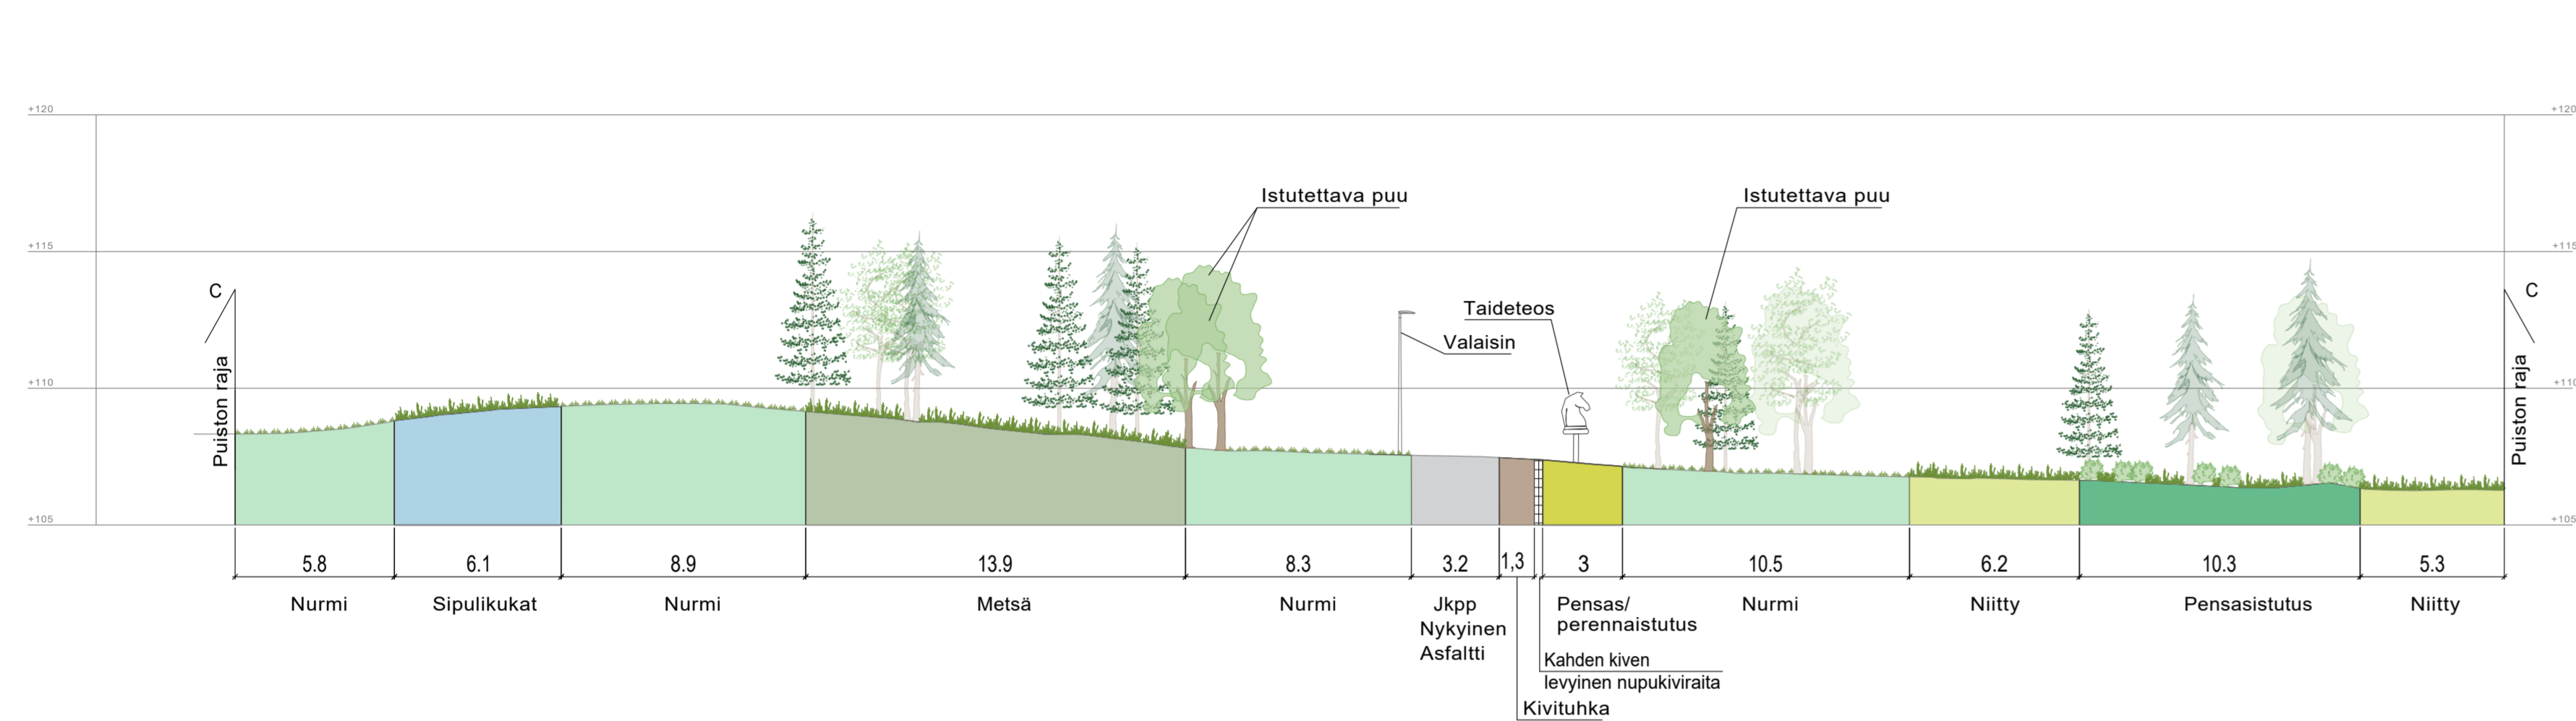 +120
+120
Istutettava puu
Istutettava puu
+115
+115
C
C
Taideteos
Valaisin
Puiston raja
Puiston raja
+110
+110
+105
+105
5.8
6.1
8.9
13.9
8.3
3.2
1,3
3
10.5
6.2
10.3
5.3
Nurmi
Sipulikukat
Nurmi
Metsä
Nurmi
Jkpp
Nykyinen
Asfaltti
Pensas/
perennaistutus
Nurmi
Niitty
Pensasistutus
Niitty
Kahden kiven
levyinen nupukiviraita
Kivituhka